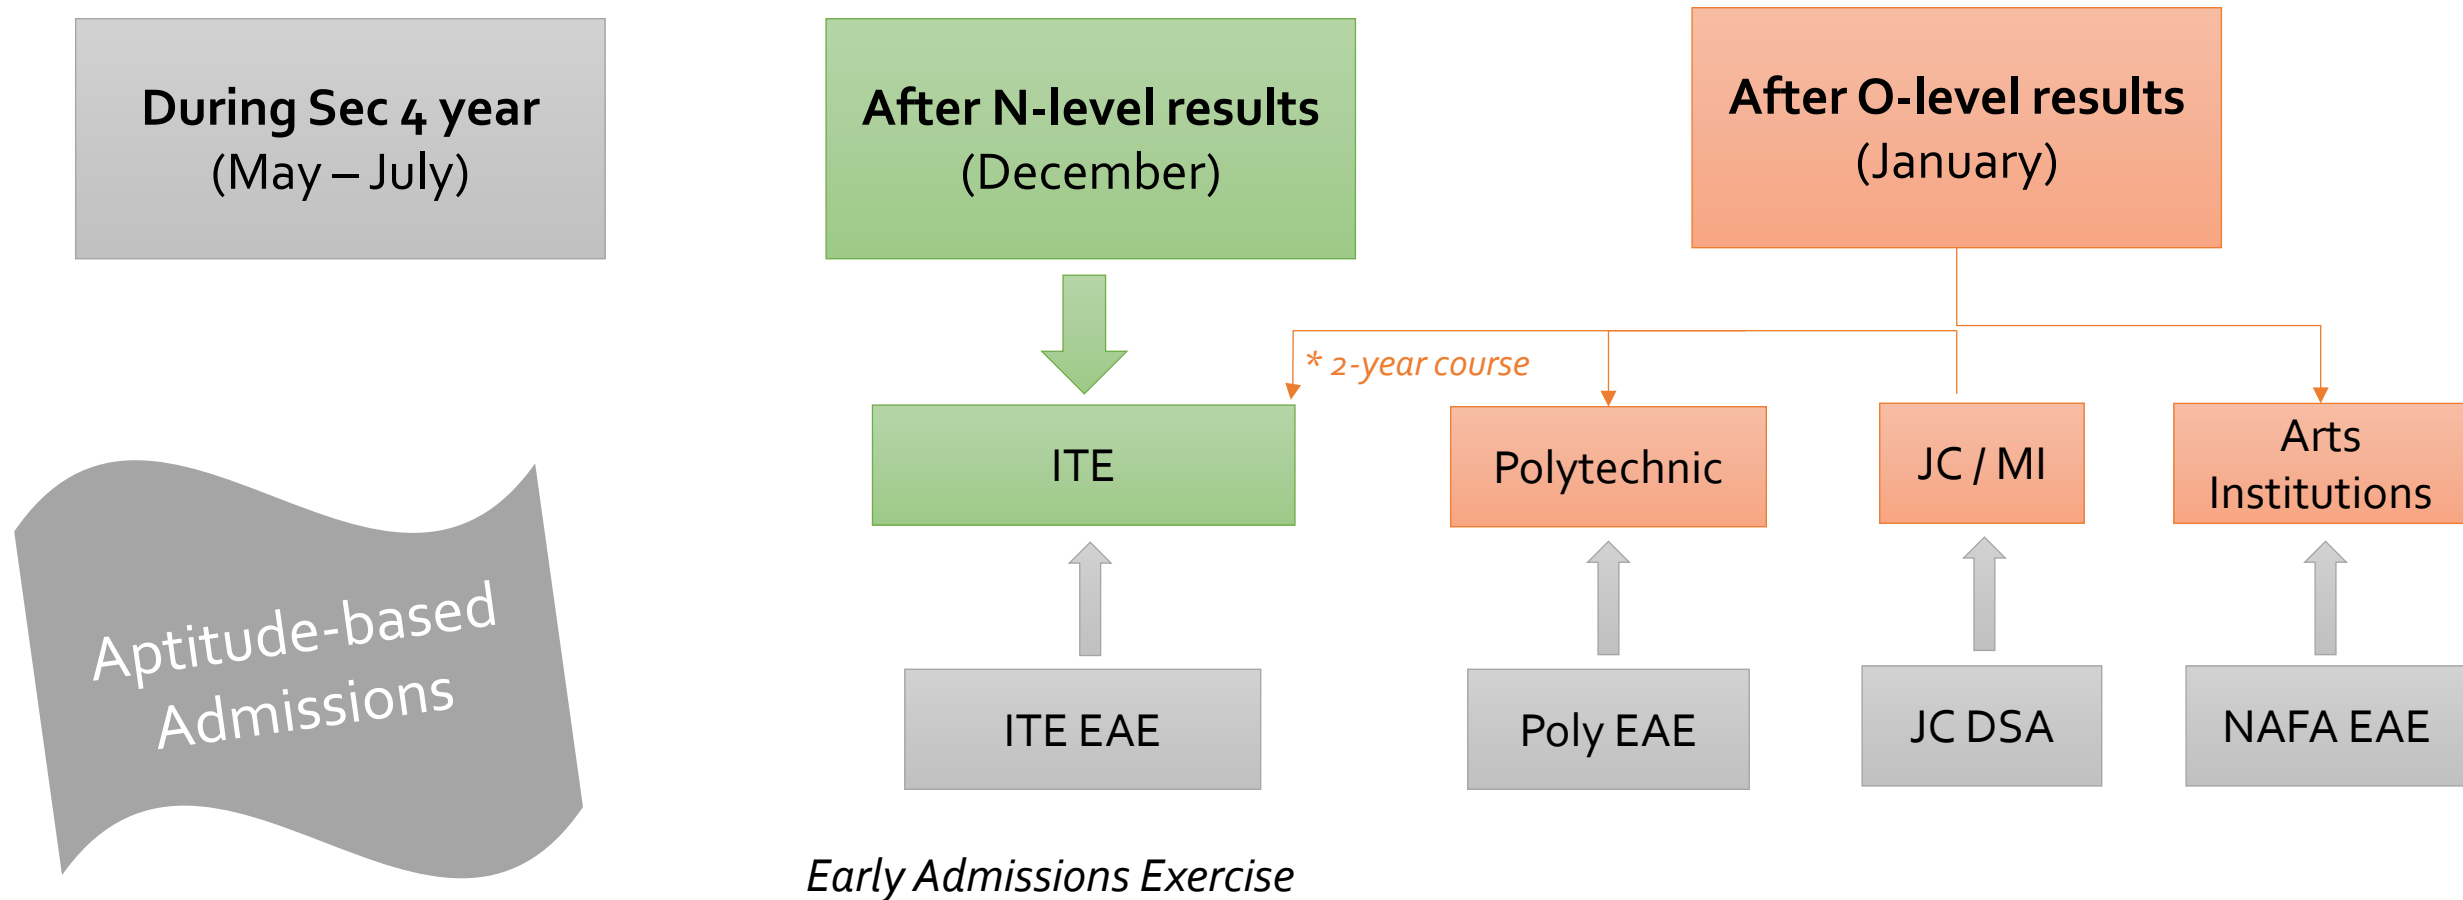 During Sec 4 year
(May – July)
After N-level results
(December)
After O-level results
(January)
* 2-year course
ITE
Polytechnic
JC / MI
Arts
Institutions
Aptitude-based
Admissions
ITE EAE
Poly EAE
JC DSA
NAFA EAE
Early Admissions Exercise